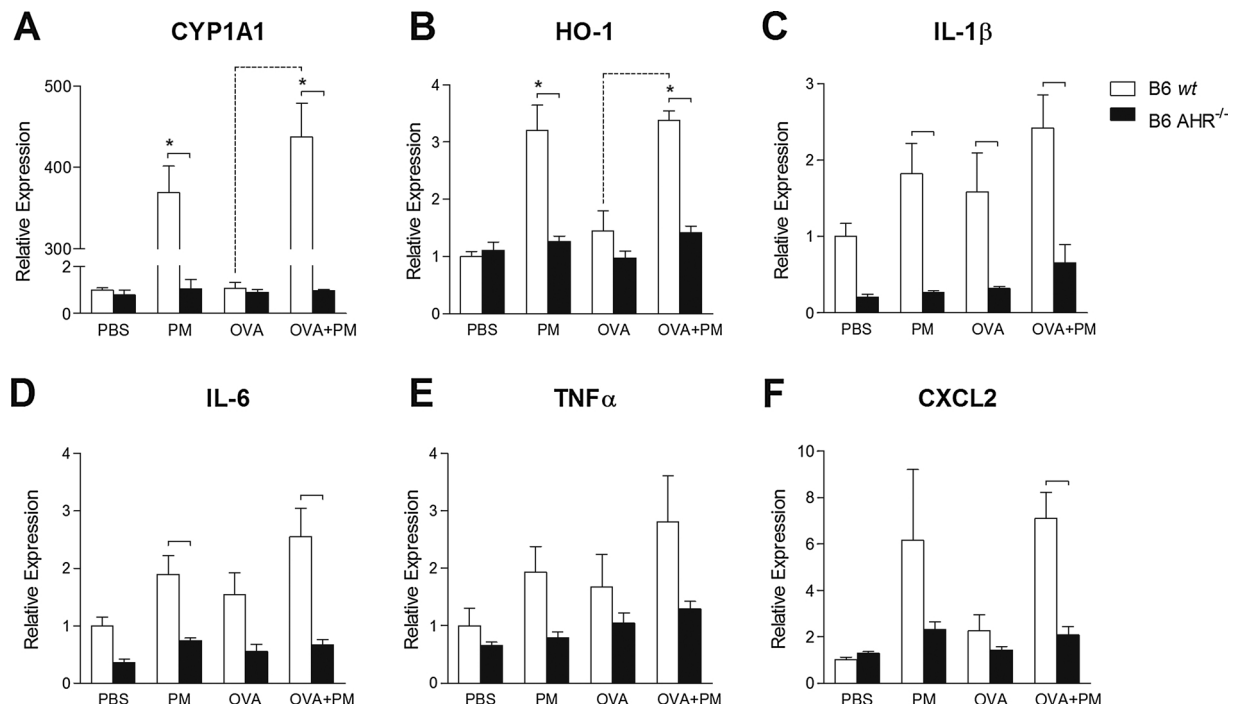 A CYP1A1
Relative Expression
500
400
300
2
1
0
*
*
PBS PM OVA OVA+PM
B HO-1
Relative Expression
4
3
2
1
0
*
*
PBS PM OVA OVA+PM
C IL-1β
Relative Expression
3
2
1
0
PBS PM OVA OVA+PM
B6 wt
B6 AHR-/-
D IL-6
Relative Expression
4
3
2
1
0
PBS PM OVA OVA+PM
E TNFα
Relative Expression
4
3
2
1
0
PBS PM OVA OVA+PM
F CXCL2
Relative Expression
10
8
6
4
2
0
PBS PM OVA OVA+PM